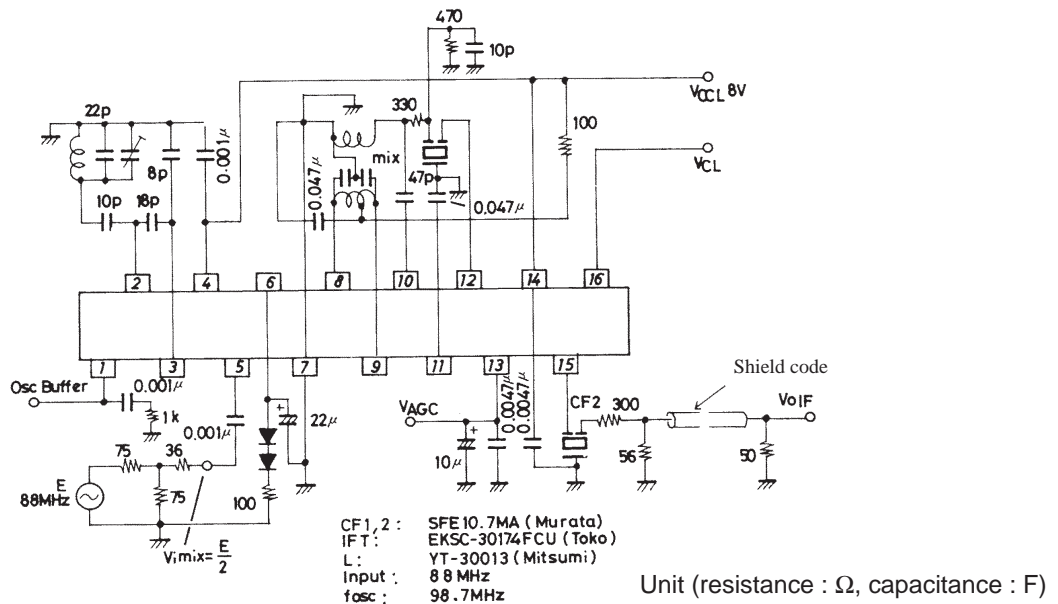 470
10p
VCCL 8V
330
22p
100
mix
VCL
8p
0.001μ
0.047μ
47p
0.047μ
10p
18p
2
4
6
8
10
12
14
16
1
3
5
7
9
11
13
15
Shield code
Osc Buffer
0.001μ
VAGC
0.0047μ
0.0047μ
CF2
300
VoIF
1k
22μ
0.001μ
75
36
10μ
56
50
E
88MHz
75
100
Vimix=E/2
CF1,2 : SFE10.7MA (Murata)
IFT : EKSC-30174FCU (Toko)
L : YT-30013 (Mitsumi)
Input : 88MHz
fosc : 98.7MHz
Unit (resistance : Ω, capacitance : F)